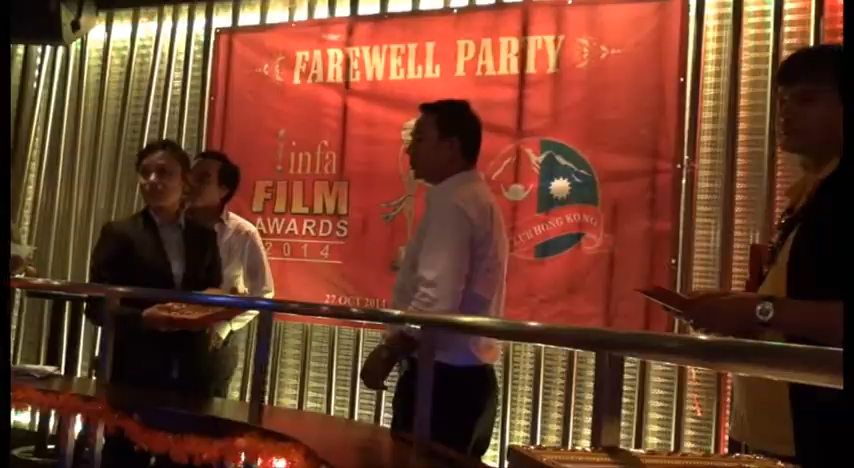 FAREWELL PARTY
infa
FILM
AWARDS
2014
HONG KONG
27 OCT 2014